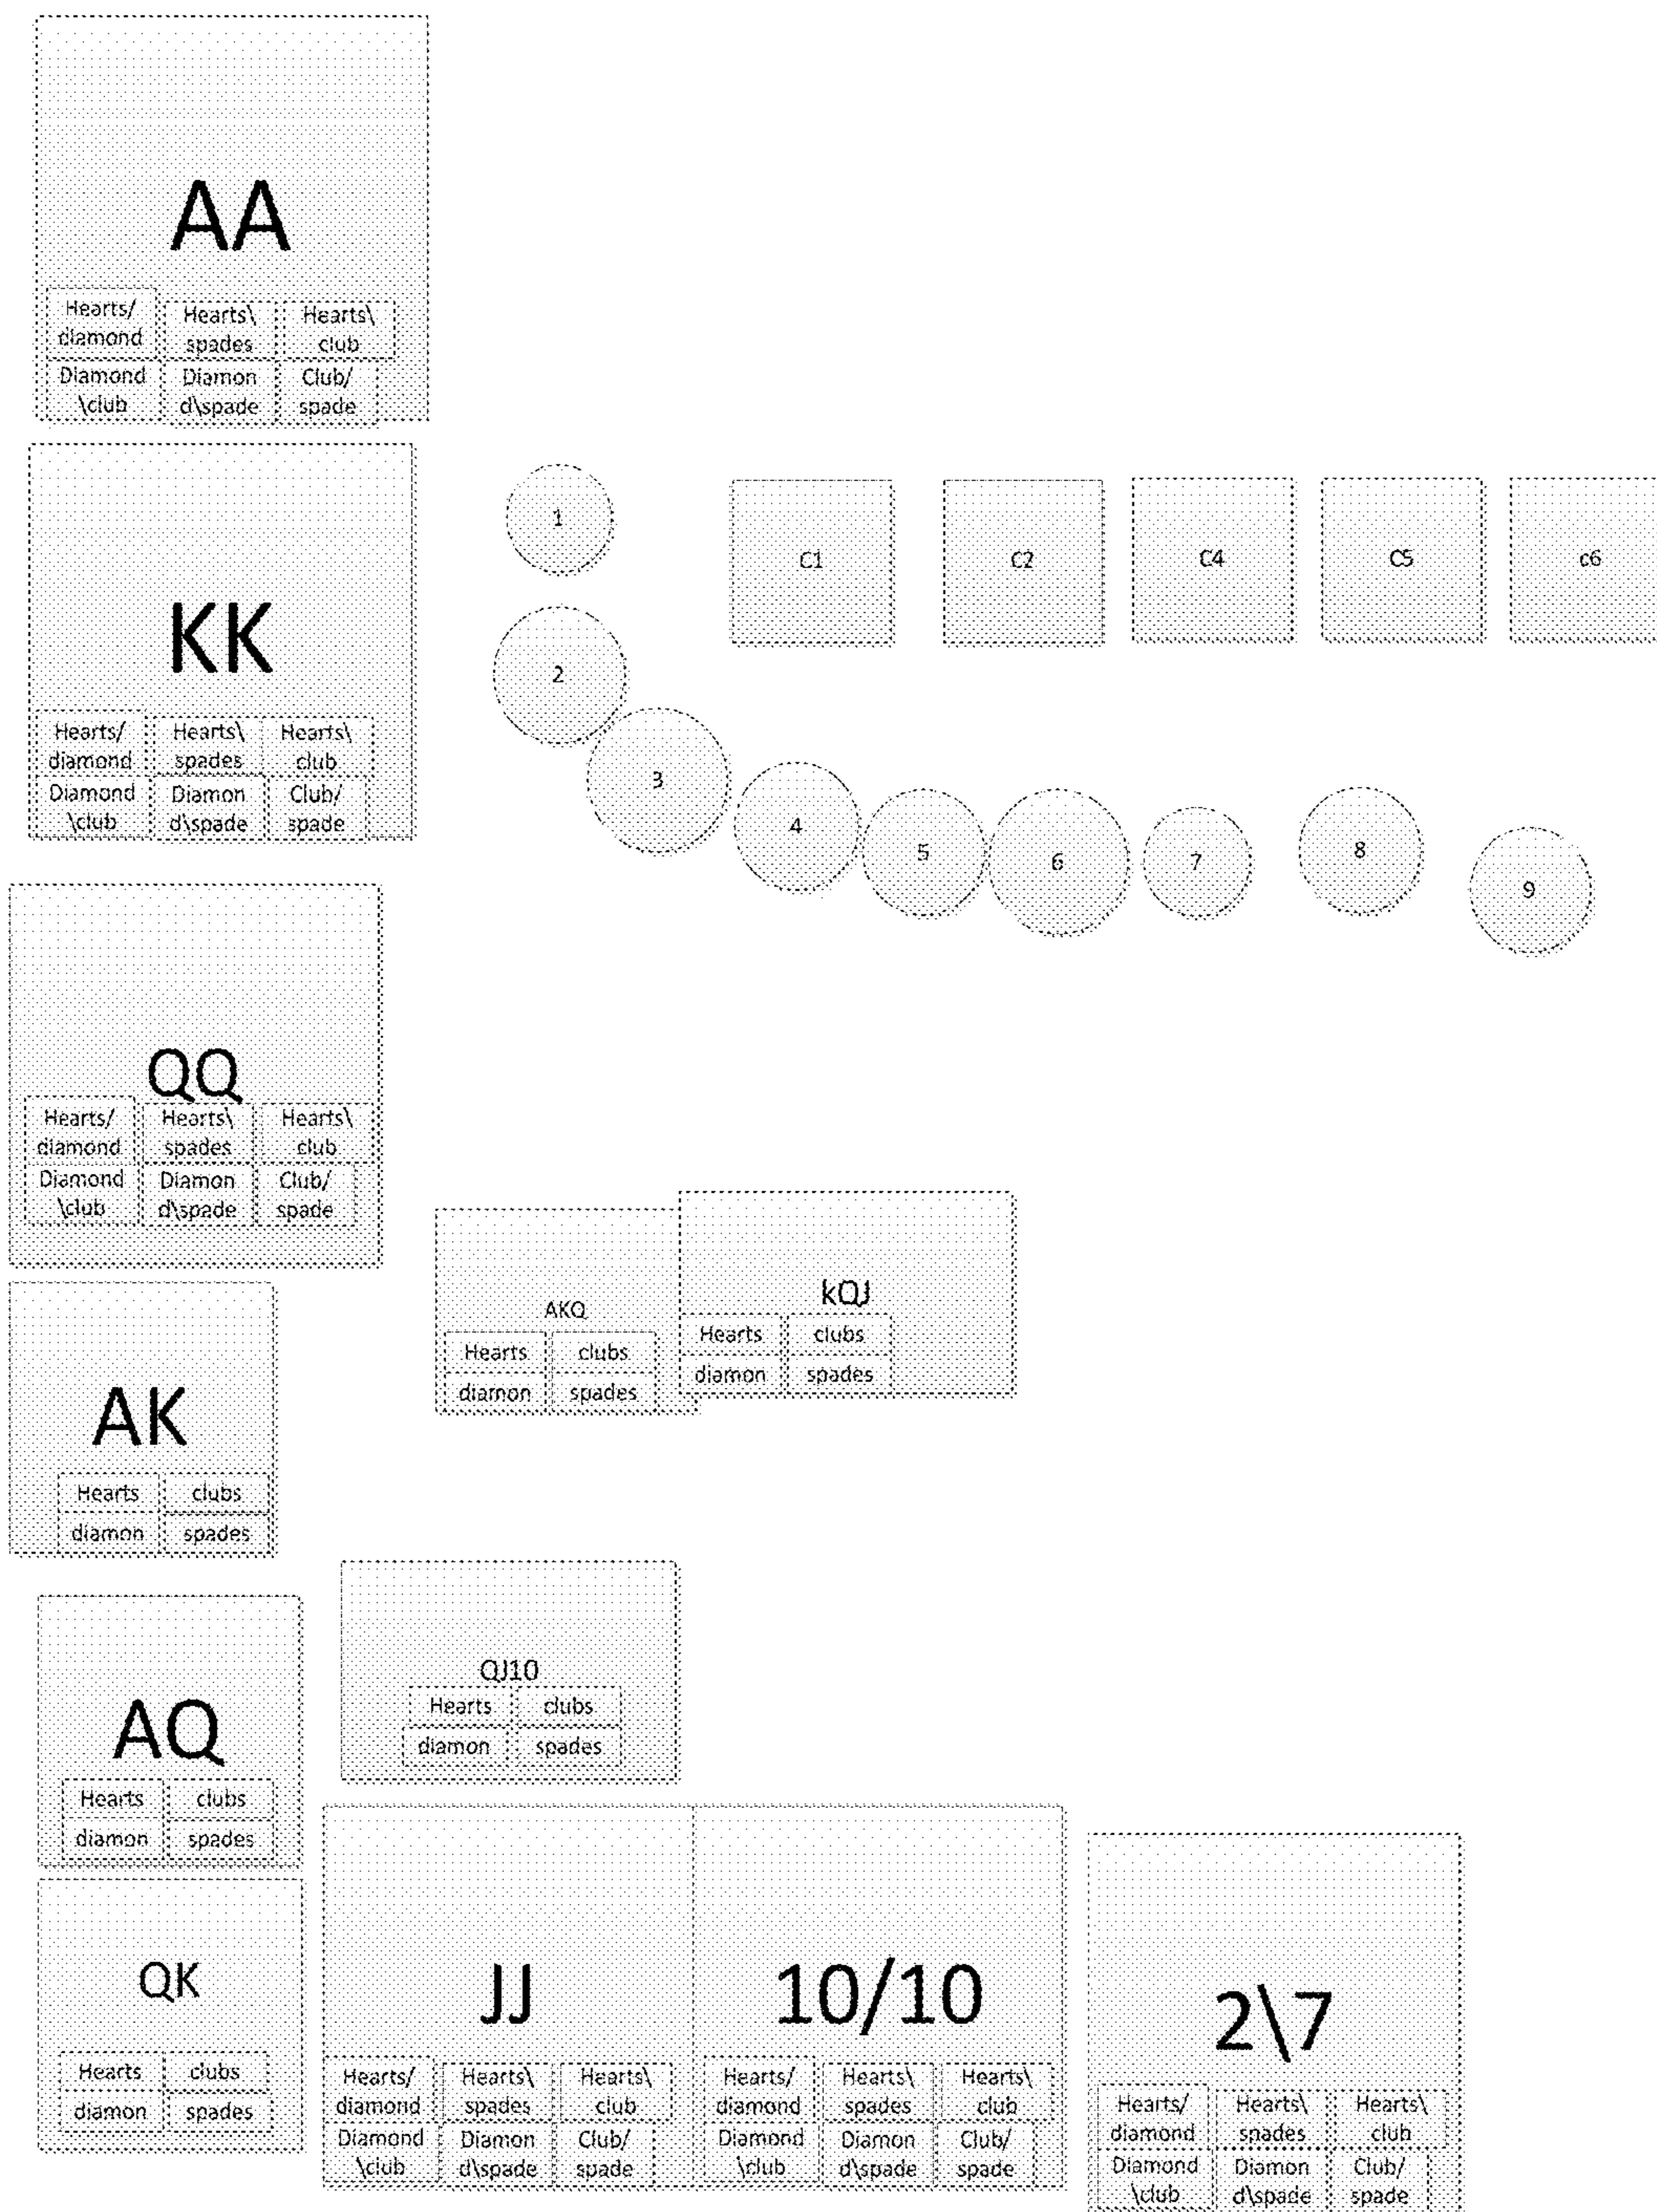 AA
Hearts/
diamond
Hearts\
spades
Hearts\
club
Diamond
\club
Diamon
d\spade
Club/
spade
KK
Hearts/
diamond
Hearts\
spades
Hearts\
club
Diamond
\club
Diamon
d\spade
Club/
spade
1
2
3
4
5
6
7
8
9
C1
C2
C4
C5
c6
QQ
Hearts/
diamond
Hearts\
spades
Hearts\
club
Diamond
\club
Diamon
d\spade
Club/
spade
AKQ
Hearts
clubs
diamon
spades
kQJ
Hearts
clubs
diamon
spades
AK
Hearts
clubs
diamon
spades
QJ10
Hearts
clubs
diamon
spades
AQ
Hearts
clubs
diamon
spades
QK
Hearts
clubs
diamon
spades
JJ
Hearts/
diamond
Hearts\
spades
Hearts\
club
Diamond
\club
Diamon
d\spade
Club/
spade
10/10
Hearts/
diamond
Hearts\
spades
Hearts\
club
Diamond
\club
Diamon
d\spade
Club/
spade
2\7
Hearts/
diamond
Hearts\
spades
Hearts\
club
Diamond
\club
Diamon
d\spade
Club/
spade